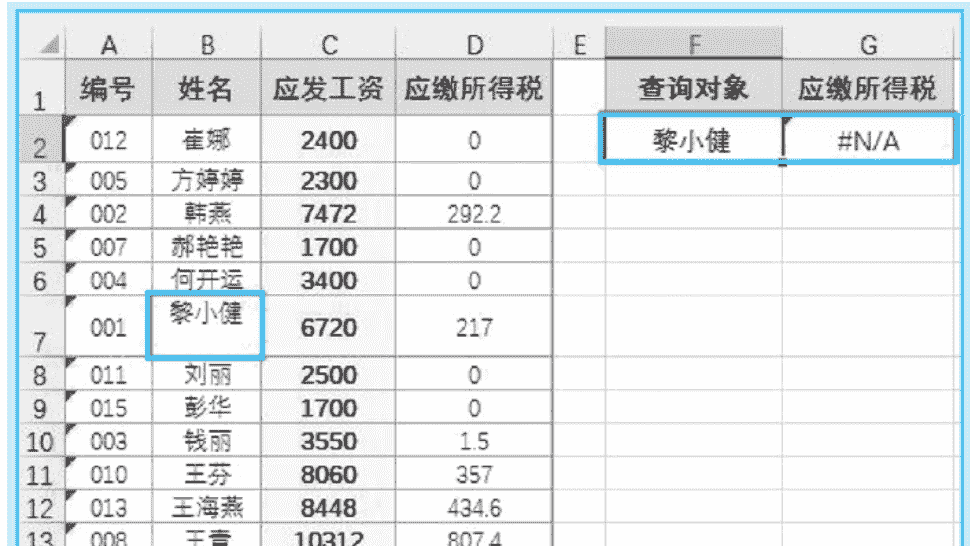 A B C D E F G
1 编号 姓名 应发工资 应缴所得税 查询对象 应缴所得税
2 012 崔娜 2400 0 黎小健 #N/A
3 005 方婷婷 2300 0
4 002 韩燕 7472 292.2
5 007 郝艳艳 1700 0
6 004 何开运 3400 0
7 001 黎小健 6720 217
8 011 刘丽 2500 0
9 015 彭华 1700 0
10 003 钱丽 3550 1.5
11 010 王芬 8060 357
12 013 王海燕 8448 434.6
13 008 王青 10312 807.4